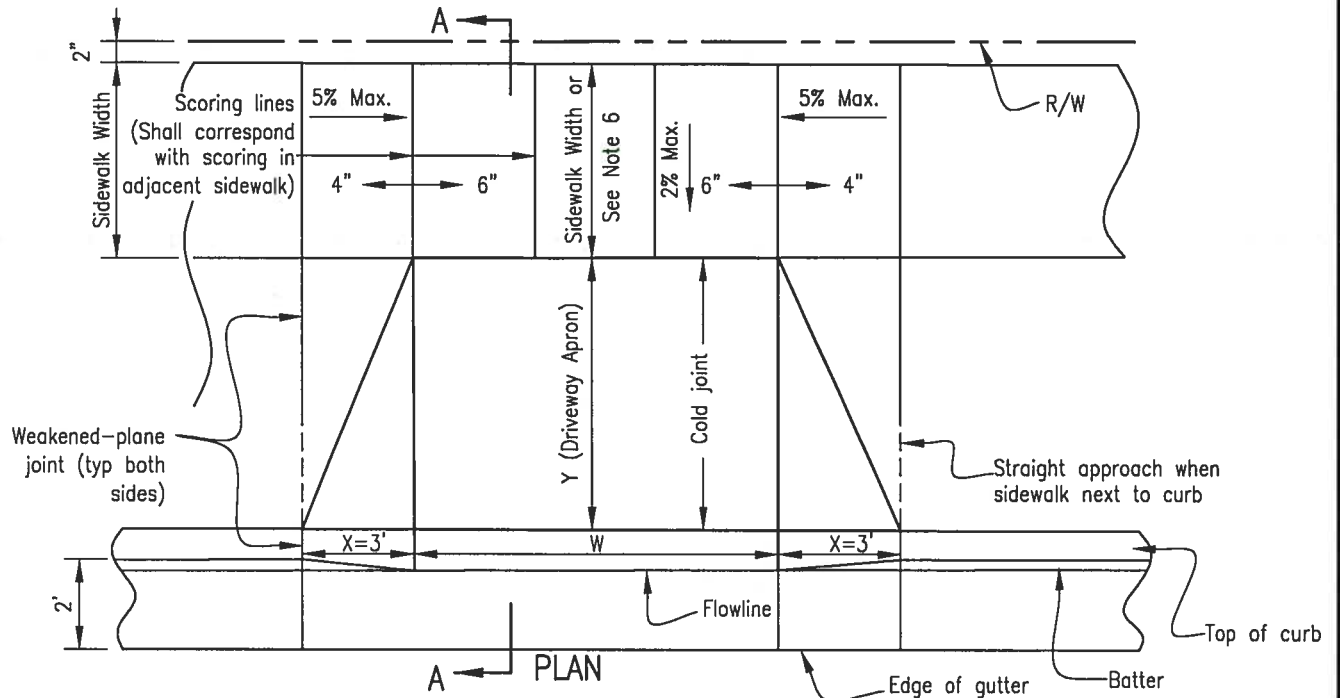 A
2"
Sidewalk Width
Scoring lines
(Shall correspond
with scoring in
adjacent sidewalk)
5% Max.
4"
6"
Sidewalk Width or
See Note 6
2% Max.
6"
5% Max.
4"
R/W
Weakened-plane
joint (typ both
sides)
Y (Driveway Apron)
Cold joint
Straight approach when
sidewalk next to curb
X=3'
W
X=3'
2'
Flowline
Top of curb
A
PLAN
Edge of gutter
Batter